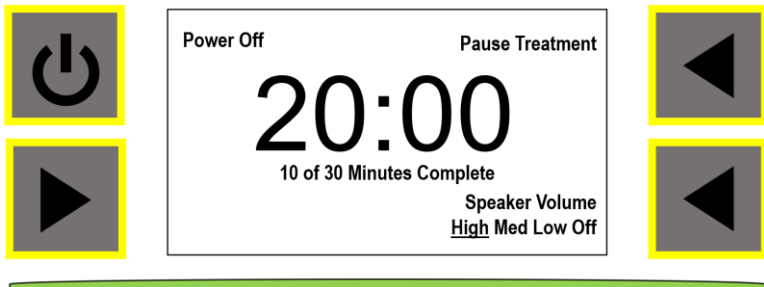 Power Off
Pause Treatment
20:00
10 of 30 Minutes Complete
Speaker Volume
High Med Low Off